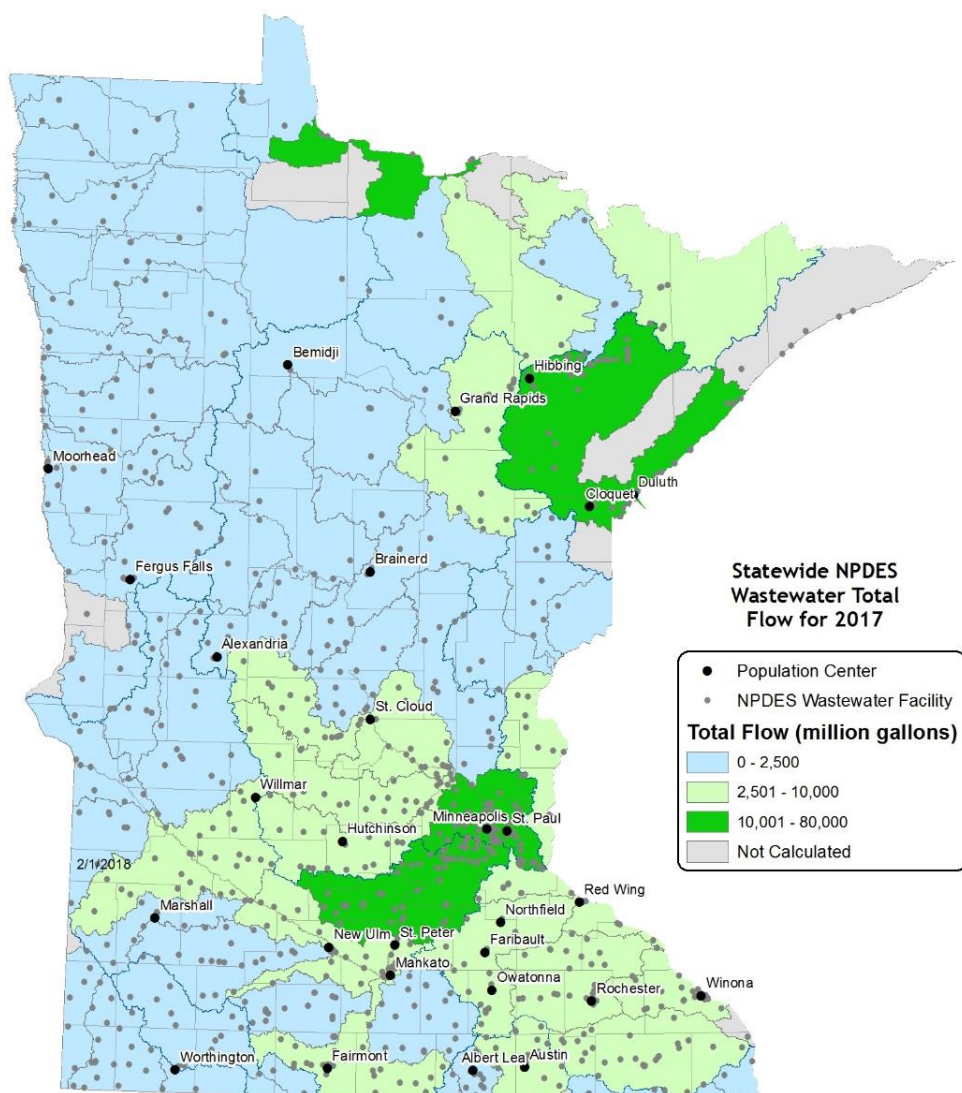 Bemidji
Hibbing
Grand Rapids
Moorhead
Duluth
Cloquet
Brainerd
Fergus Falls
Statewide NPDES
Wastewater Total
Flow for 2017
Alexandria
Population Center
NPDES Wastewater Facility
St. Cloud
Total Flow (million gallons)
0 - 2,500
2,501 - 10,000
10,001 - 80,000
Not Calculated
Willmar
Minneapolis
St. Paul
Hutchinson
2/1/2018
Red Wing
Marshall
Northfield
New Ulm
St. Peter
Faribault
Mankato
Owatonna
Rochester
Winona
Worthington
Fairmont
Albert Lea
Austin